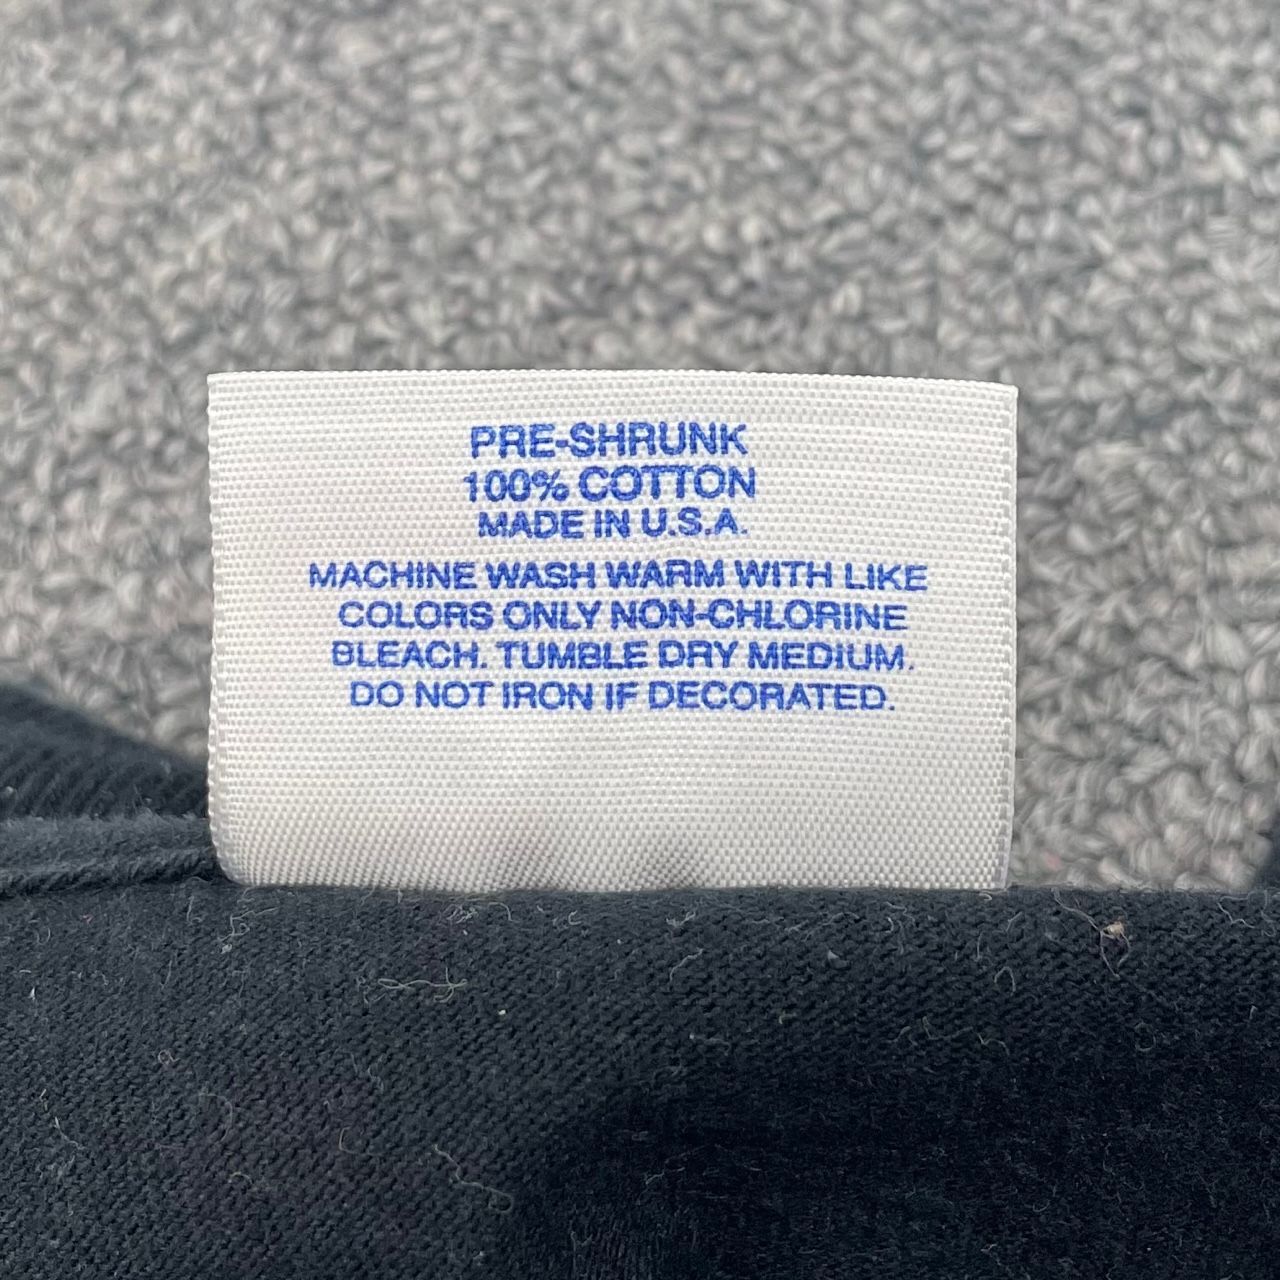 PRE-SHRUNK
100% COTTON
MADE IN U.S.A.
MACHINE WASH WARM WITH LIKE
COLORS ONLY NON-CHLORINE
BLEACH. TUMBLE DRY MEDIUM.
DO NOT IRON IF DECORATED.